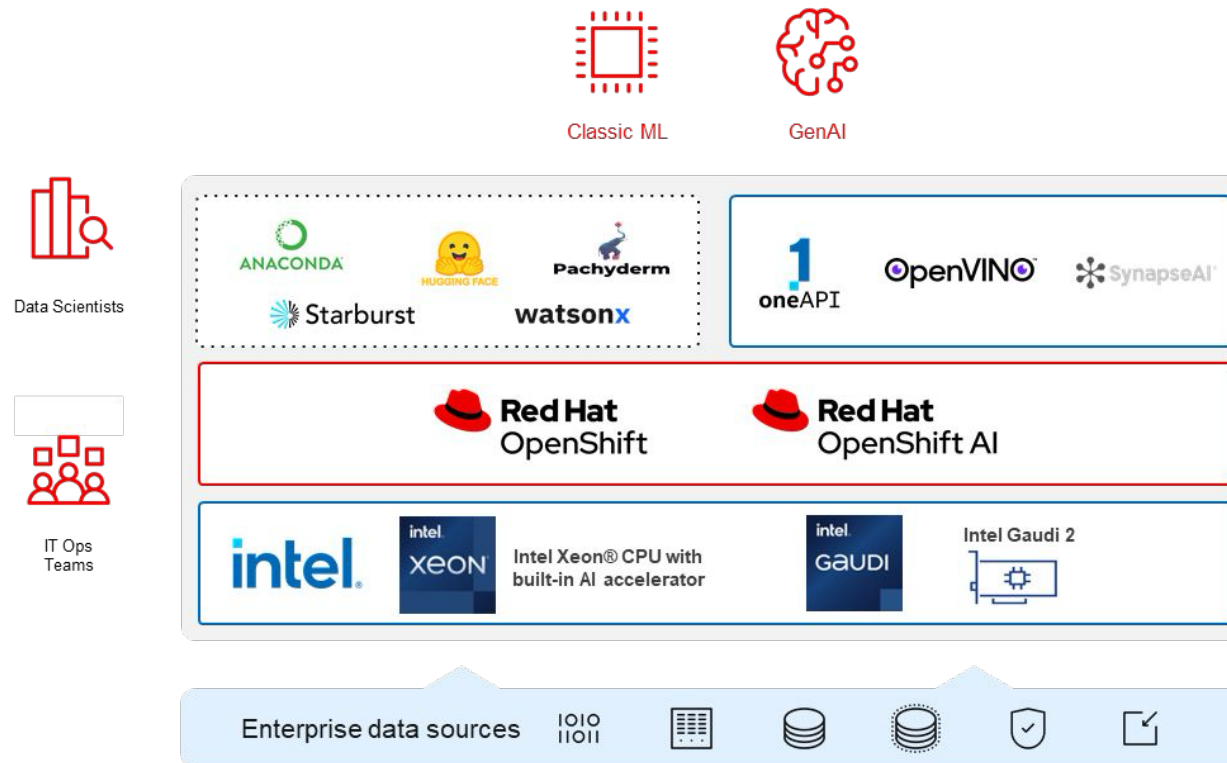 Classic ML
GenAI
Data Scientists
ANACONDA
HUGGING FACE
Pachyderm
Starburst
watsonx
oneAPI
OpenVINO™
SynapseAI®
Red Hat
OpenShift
Red Hat
OpenShift AI
IT Ops
Teams
intel®
intel®
xeon®
Intel Xeon® CPU with
built-in AI accelerator
intel®
GAUDI
Intel Gaudi 2
Enterprise data sources
1010
11011